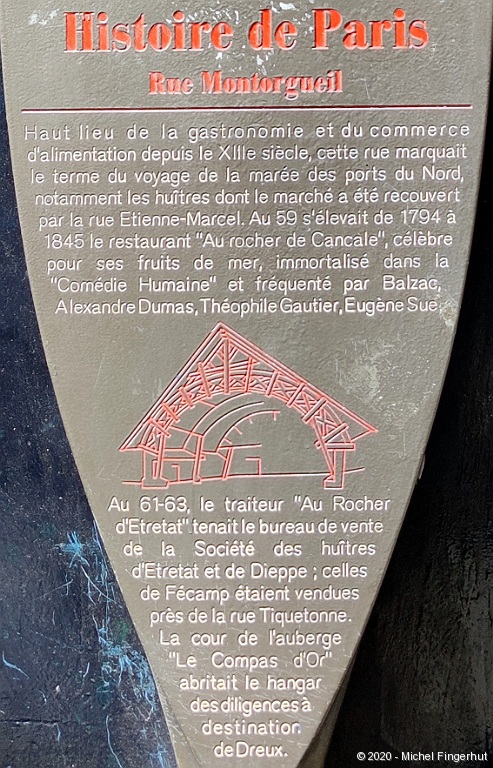 Histoire de Paris
Rue Montorgueil
Haut lieu de la gastronomie et du commerce
d'alimentation depuis le XIIIe siècle, cette rue marquait
le terme du voyage de la marée des ports du Nord,
notamment les huîtres dont le marché a été recouvert
par la rue Etienne-Marcel. Au 59 s'élevait de 1794 à
1845 le restaurant "Au rocher de Cancale", célèbre
pour ses fruits de mer, immortalisé dans la
"Comédie Humaine" et fréquenté par Balzac,
Alexandre Dumas, Théophile Gautier, Eugène Sue.
Au 61-63, le traiteur "Au Rocher
d'Etretat" tenait le bureau de vente
de la Société des huîtres
d'Etretat et de Dieppe ; celles
de Fécamp étaient vendues
près de la rue Tiquetonne.
La cour de l'auberge
"Le Compas d'Or"
abritait le hangar
des diligences à
destination
de Dreux.
© 2020 - Michel Fingerhut